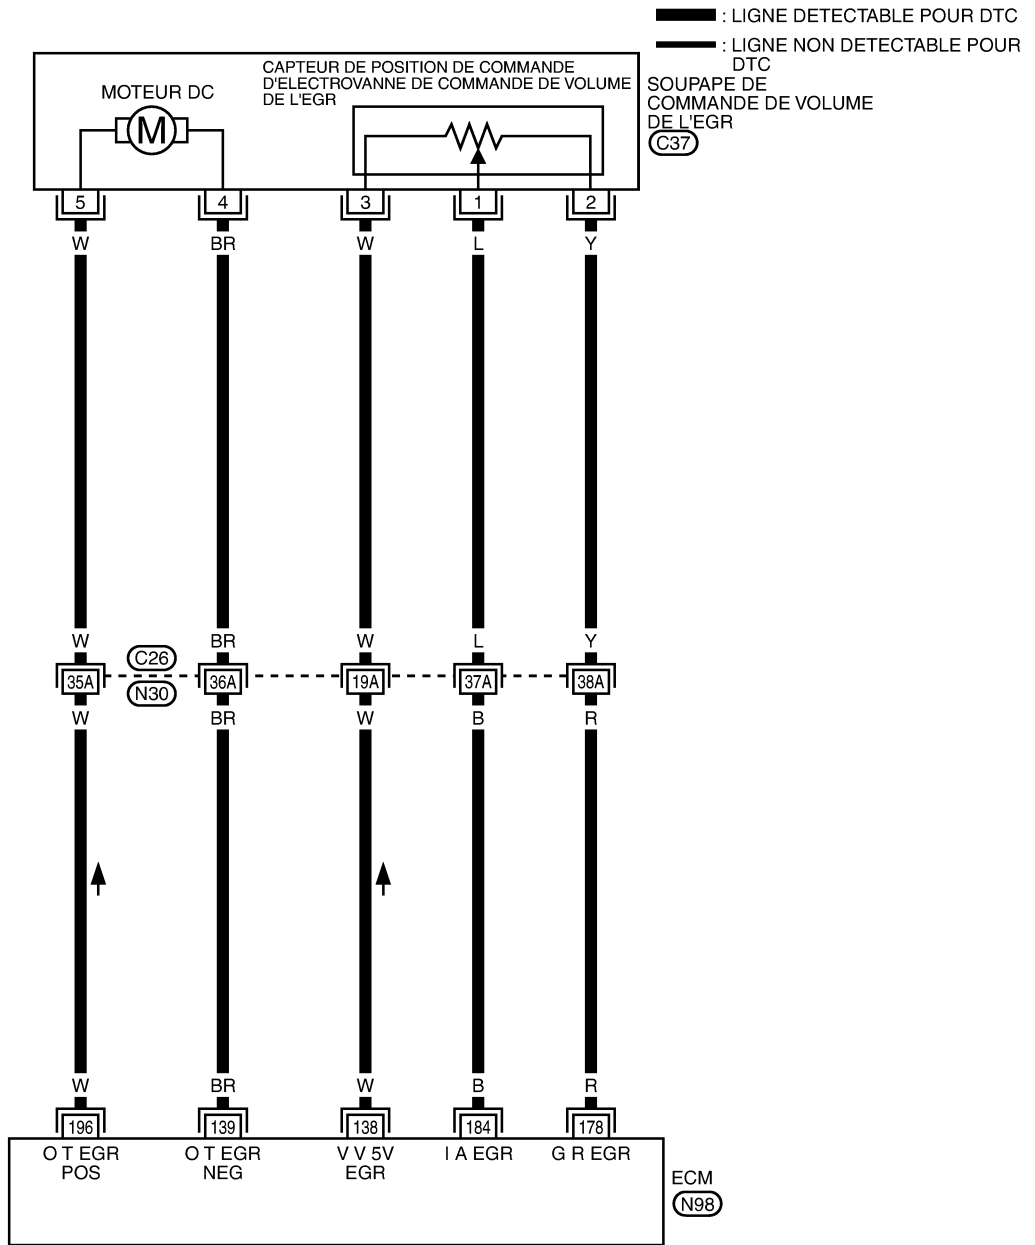 : LIGNE DETECTABLE POUR DTC
: LIGNE NON DETECTABLE POUR
DTC
CAPTEUR DE POSITION DE COMMANDE
D'ELECTROVANNE DE COMMANDE DE VOLUME
DE L'EGR
MOTEUR DC
M
SOUPAPE DE
COMMANDE DE VOLUME
DE L'EGR
C37
5 4 3 1 2
W BR W L Y
W BR W L Y
C26
35A 36A 19A 37A 38A
N30
W BR W B R
W BR W B R
196 139 138 184 178
O T EGR
POS
O T EGR
NEG
V V 5V
EGR
I A EGR
G R EGR
ECM
N98